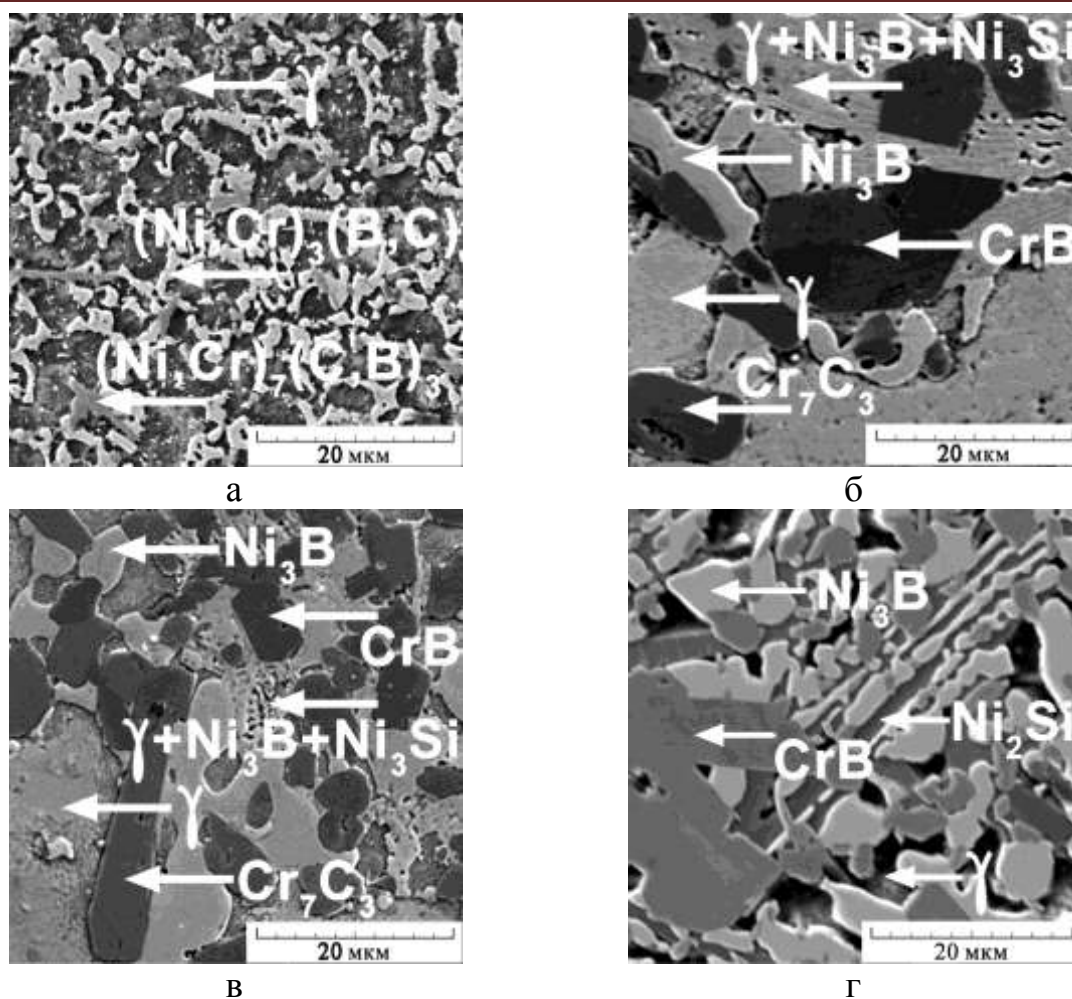 γ
(Ni,Cr)₃(B,C)
(Ni,Cr)₇(C,B)₃
20 мкм
а
γ+Ni₃B+Ni₃Si
Ni₃B
CrB
γ
Cr₇C₃
20 мкм
б
Ni₃B
CrB
γ+Ni₃B+Ni₃Si
γ
Cr₇C₃
20 мкм
в
Ni₃B
Ni₂Si
CrB
γ
20 мкм
г